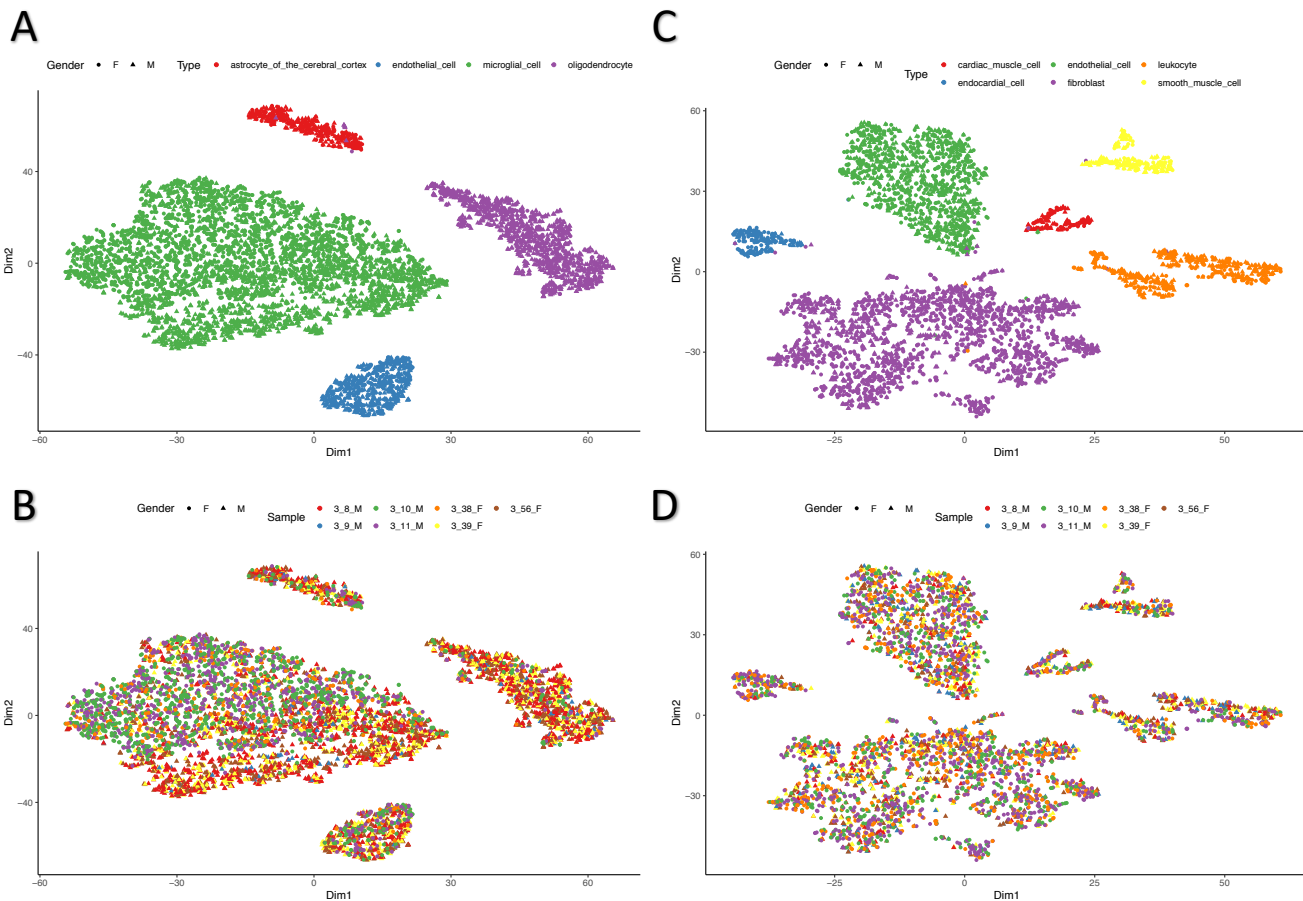 A
Gender F M Type astrocyte_of_the_cerebral_cortex endothelial_cell microglial_cell oligodendrocyte
40
0
−40
Dim2
−60 −30 0 30 60
Dim1
C
Gender F M Type cardiac_muscle_cell endothelial_cell leukocyte
endocardial_cell fibroblast smooth_muscle_cell
60
30
0
−30
Dim2
−25 0 25 50
Dim1
B
Gender F M Sample 3_8_M 3_10_M 3_38_F 3_56_F
3_9_M 3_11_M 3_39_F
40
0
−40
Dim2
−60 −30 0 30 60
Dim1
D
Gender F M Sample 3_8_M 3_10_M 3_38_F 3_56_F
3_9_M 3_11_M 3_39_F
60
30
0
−30
Dim2
−25 0 25 50
Dim1